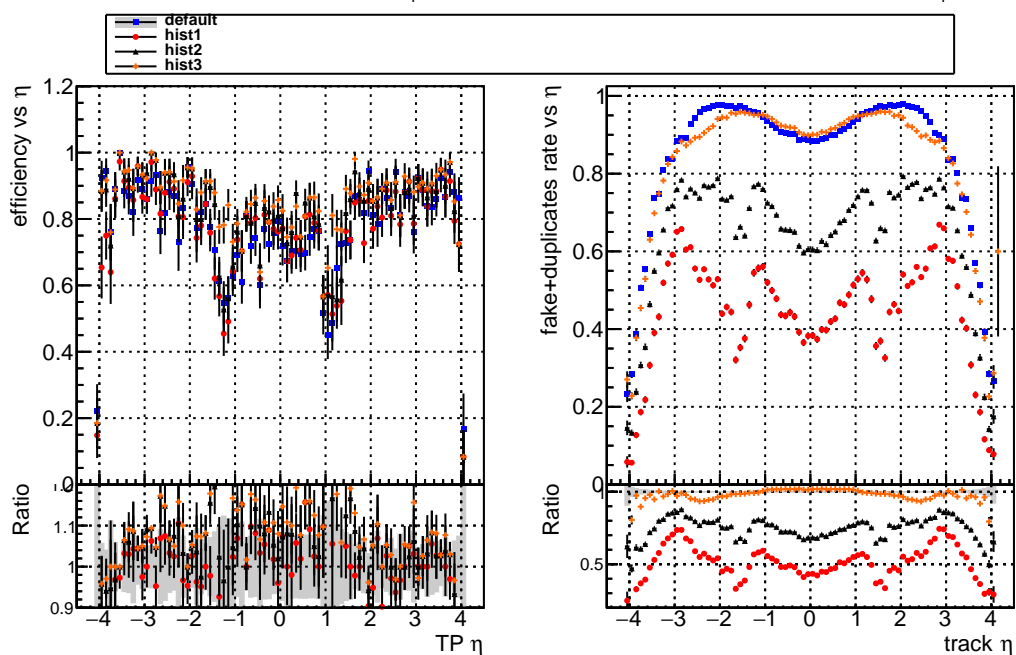 default
hist1
hist2
hist3
efficiency vs η
1.2
1
0.8
0.6
0.4
0.2
0
Ratio
1.1
1
0.9
−4 −3 −2 −1 0 1 2 3 4
TP η
fake+duplicates rate vs η
1
0.8
0.6
0.4
0.2
Ratio
0.5
−4 −3 −2 −1 0 1 2 3 4
track η